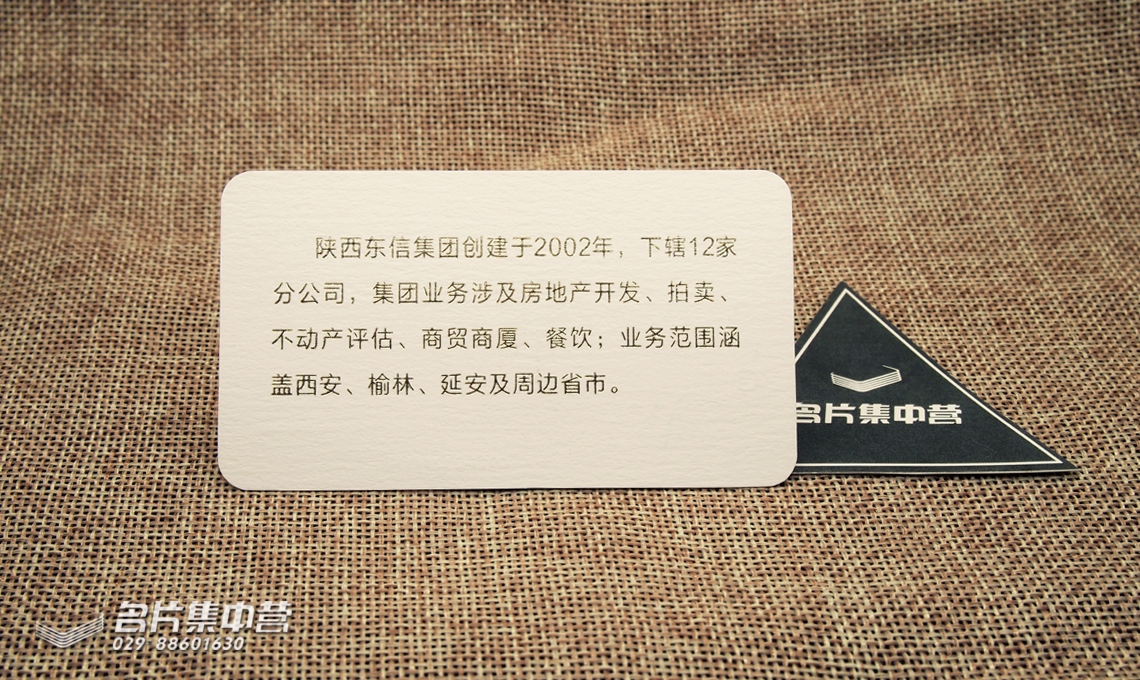 陕西东信集团创建于2002年，下辖12家
分公司，集团业务涉及房地产开发、拍卖、
不动产评估、商贸商厦、餐饮；业务范围涵
盖西安、榆林、延安及周边省市。
名片集中营
名片集中营
029 88601630